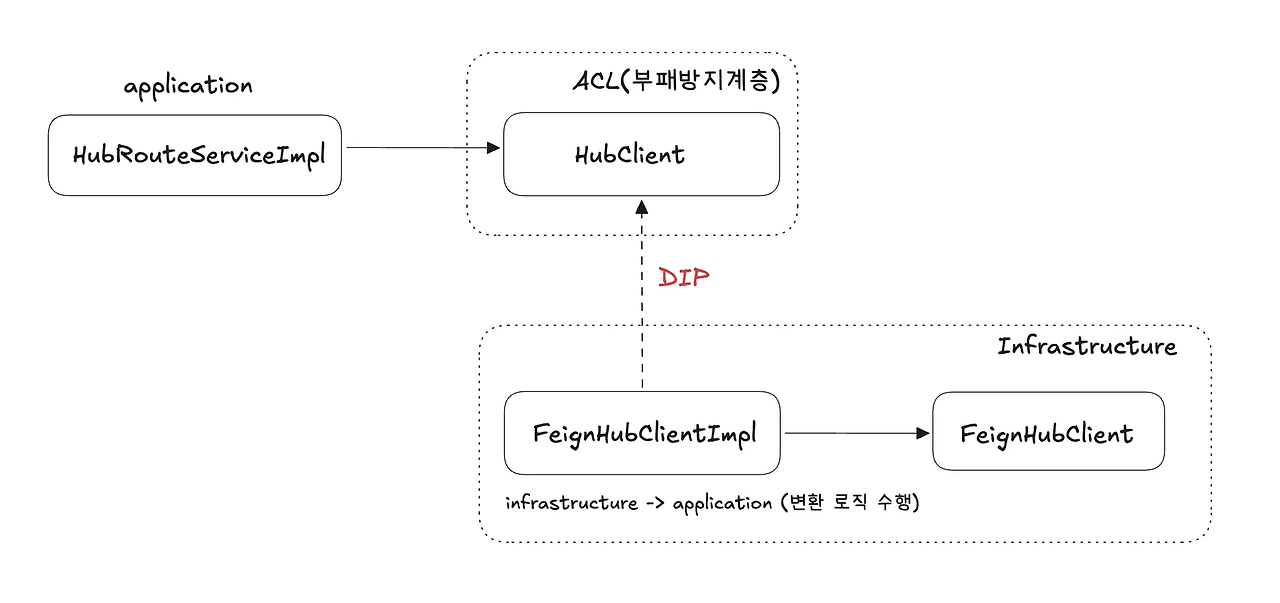 application
HubRouteServiceImpl
ACL(부패방지계층)
HubClient
DIP
Infrastructure
FeignHubClientImpl
FeignHubClient
infrastructure -> application (변환 로직 수행)